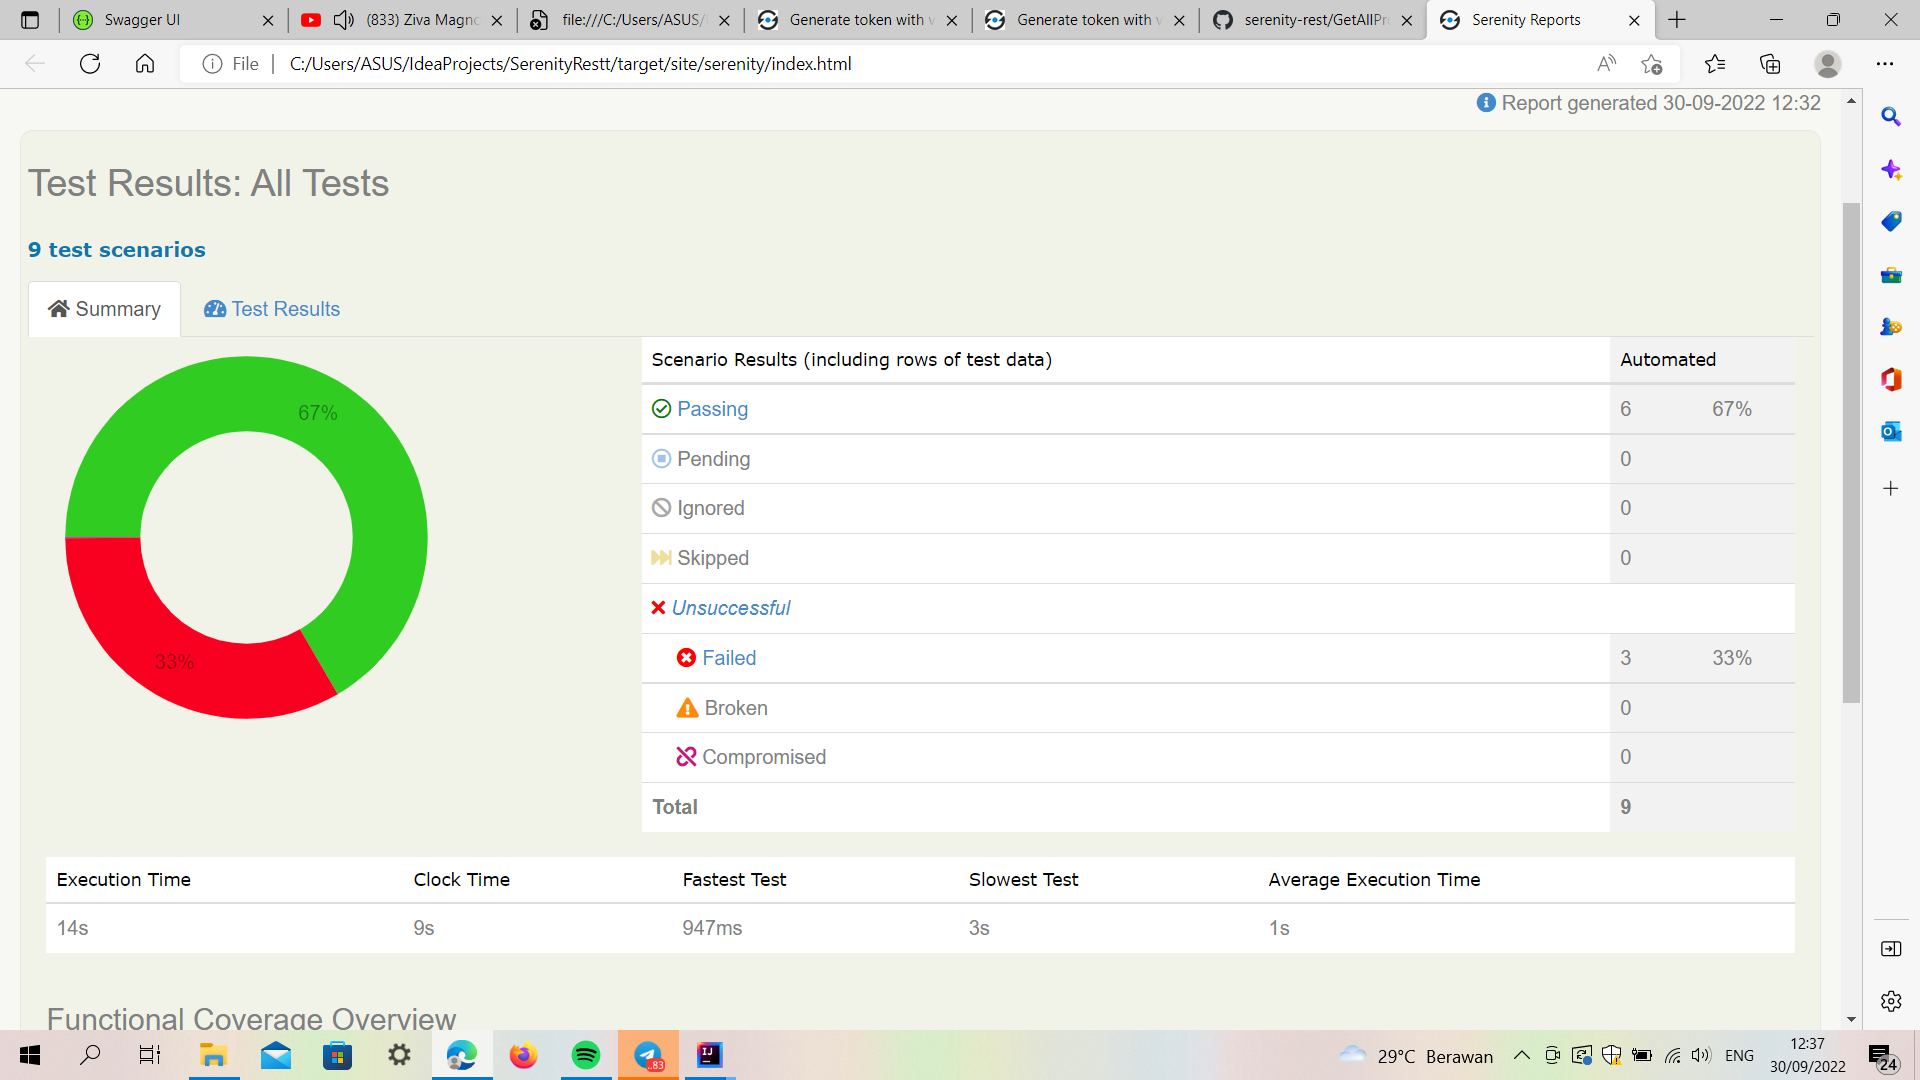 Swagger UI
(833) Ziva Magno
file:///C:/Users/ASUS/
Generate token with v
Generate token with v
serenity-rest/GetAllPr
Serenity Reports
File
C:/Users/ASUS/IdeaProjects/SerenityRestt/target/site/serenity/index.html
Report generated 30-09-2022 12:32
Test Results: All Tests
9 test scenarios
Summary
Test Results
67%
33%
Scenario Results (including rows of test data) Automated
Passing 6 67%
Pending 0
Ignored 0
Skipped 0
Unsuccessful
Failed 3 33%
Broken 0
Compromised 0
Total 9
Execution Time Clock Time Fastest Test Slowest Test Average Execution Time
14s 9s 947ms 3s 1s
Functional Coverage Overview
83
IJ
29°C Berawan
ENG
12:37
30/09/2022
24